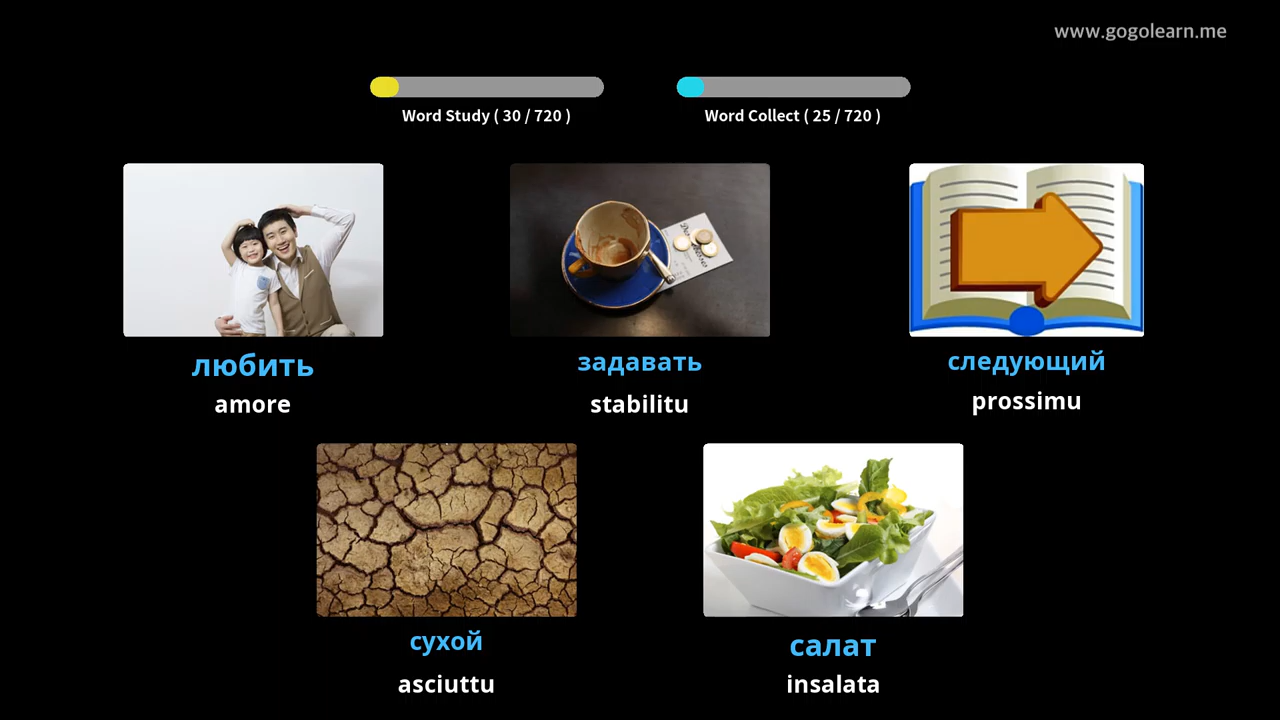 www.gogolearn.me
Word Study ( 30 / 720 )
Word Collect ( 25 / 720 )
любить
amore
задавать
stabilitu
следующий
prossimu
сухой
asciuttu
салат
insalata